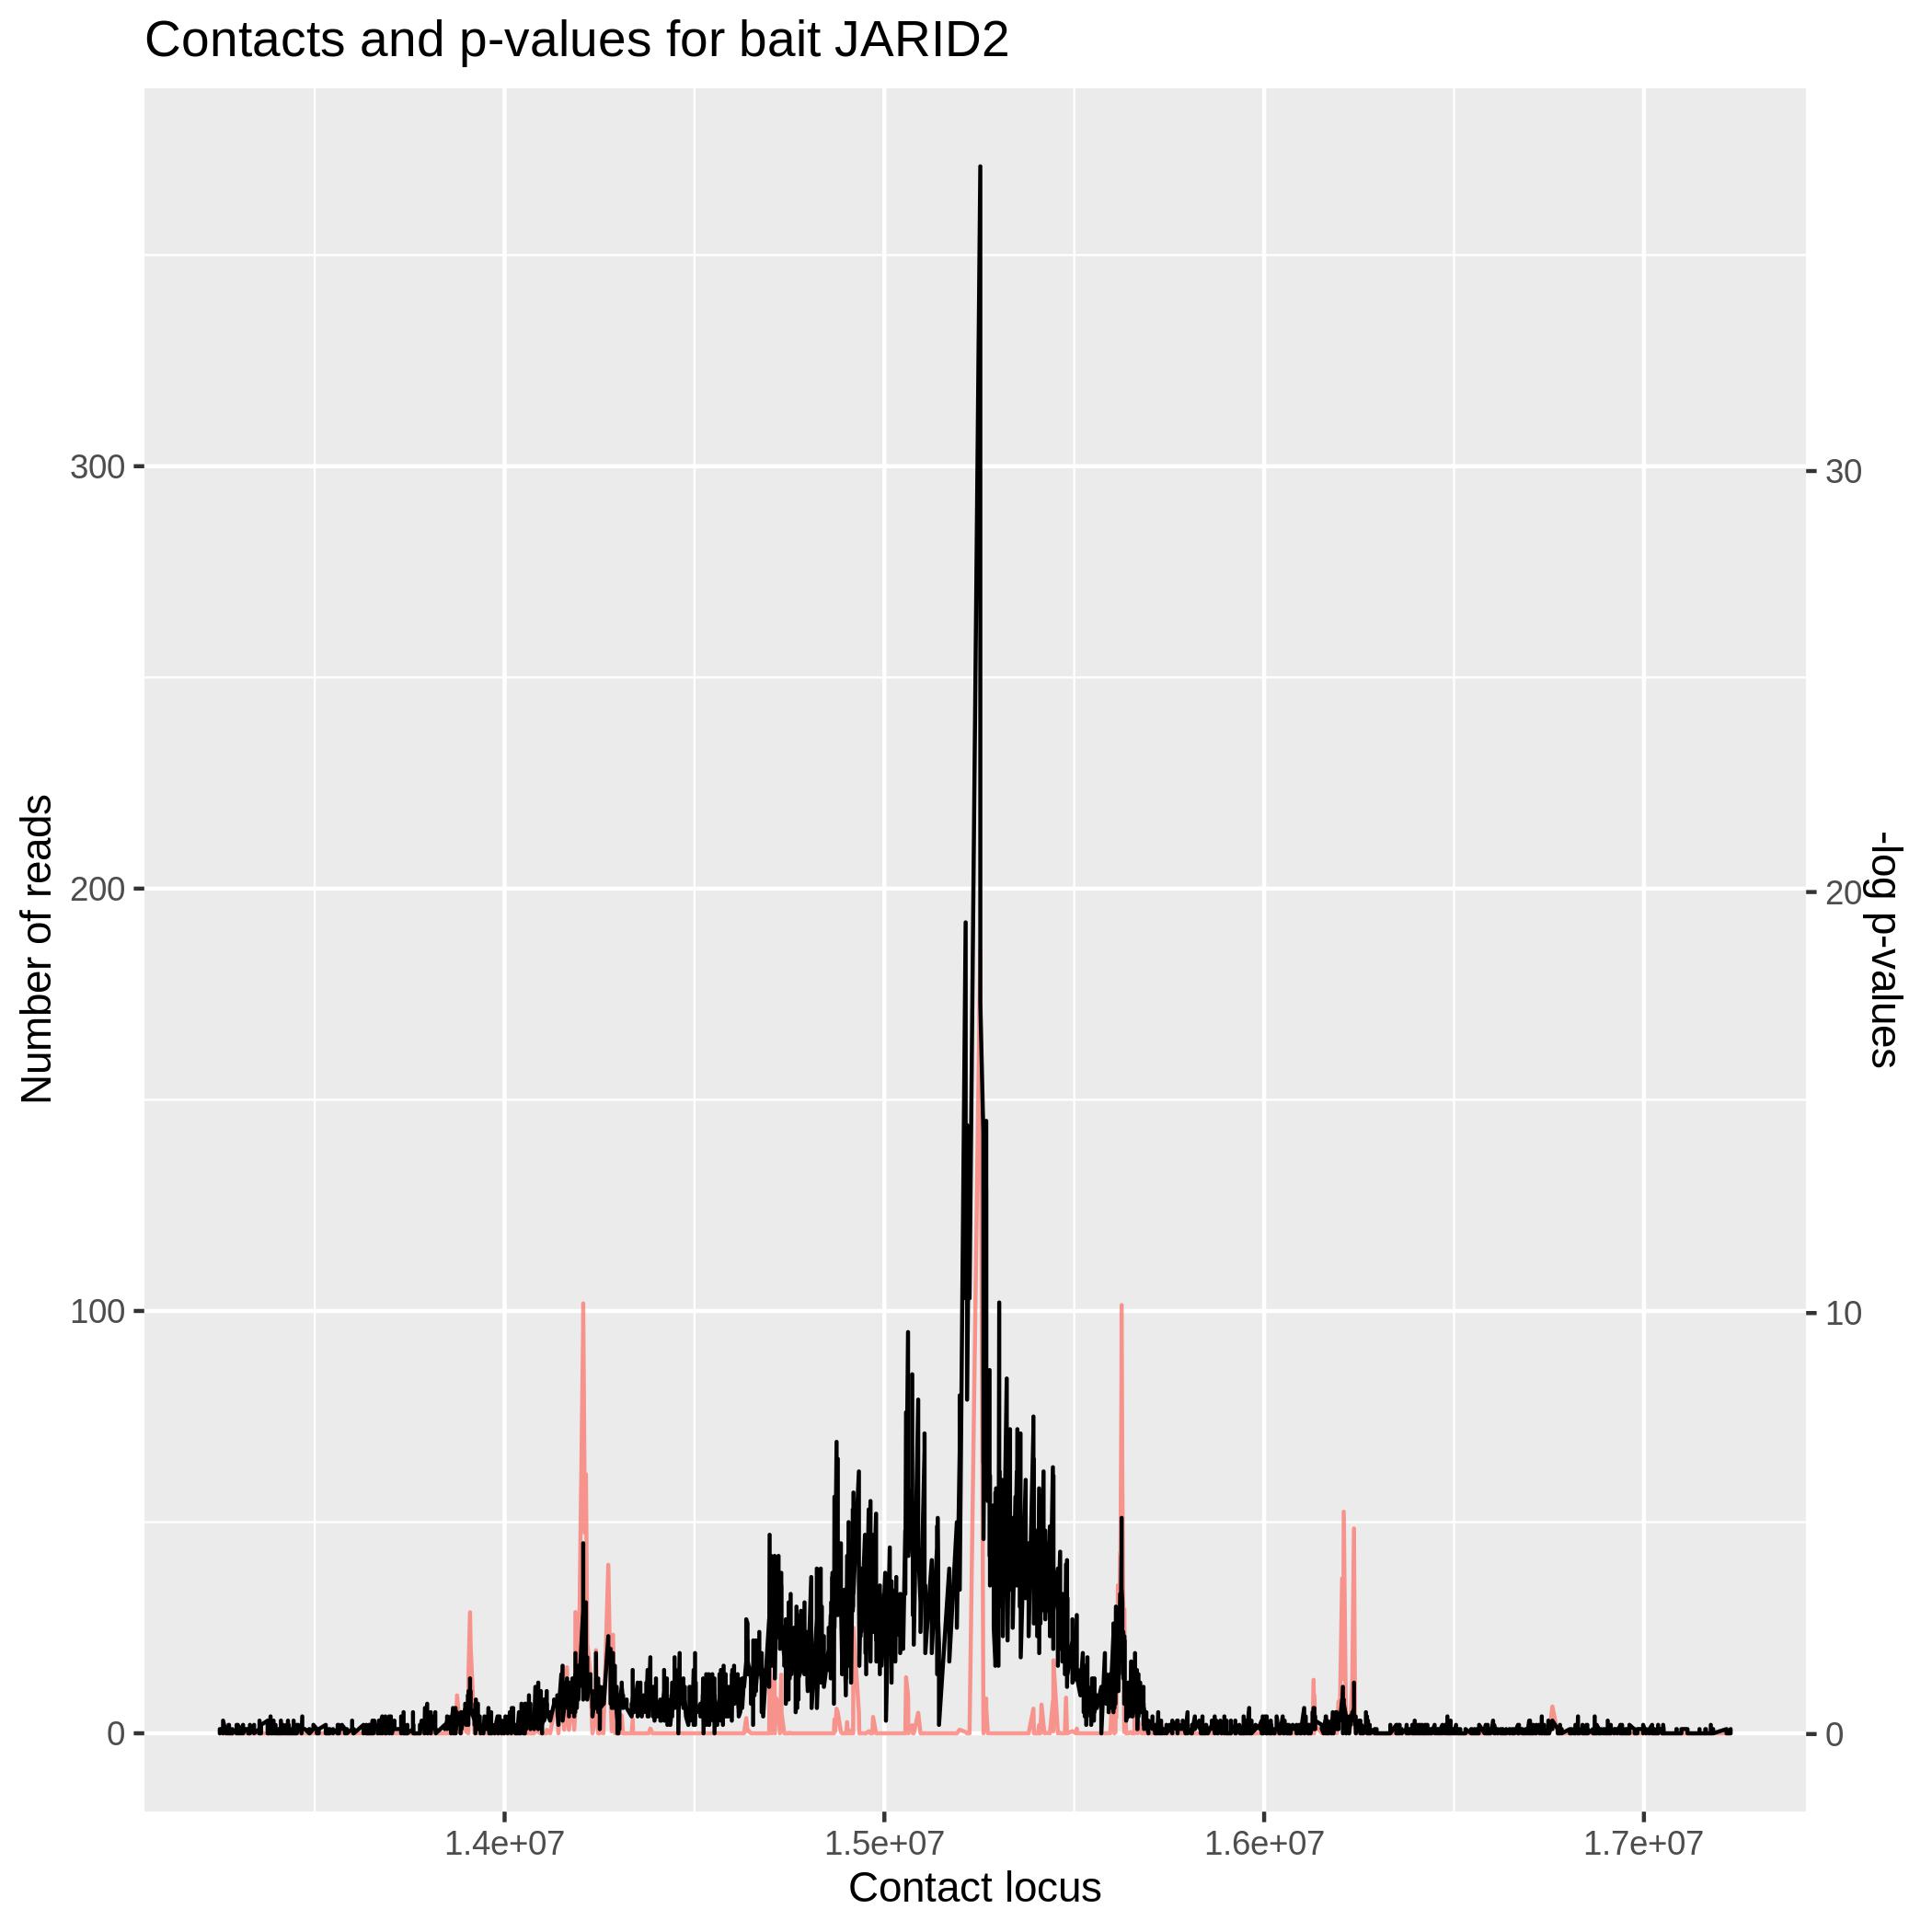 Contacts and p-values for bait JARID2
Number of reads
300
200
100
0
30
20
10
0
-log p-values
1.4e+07 1.5e+07 1.6e+07 1.7e+07
Contact locus